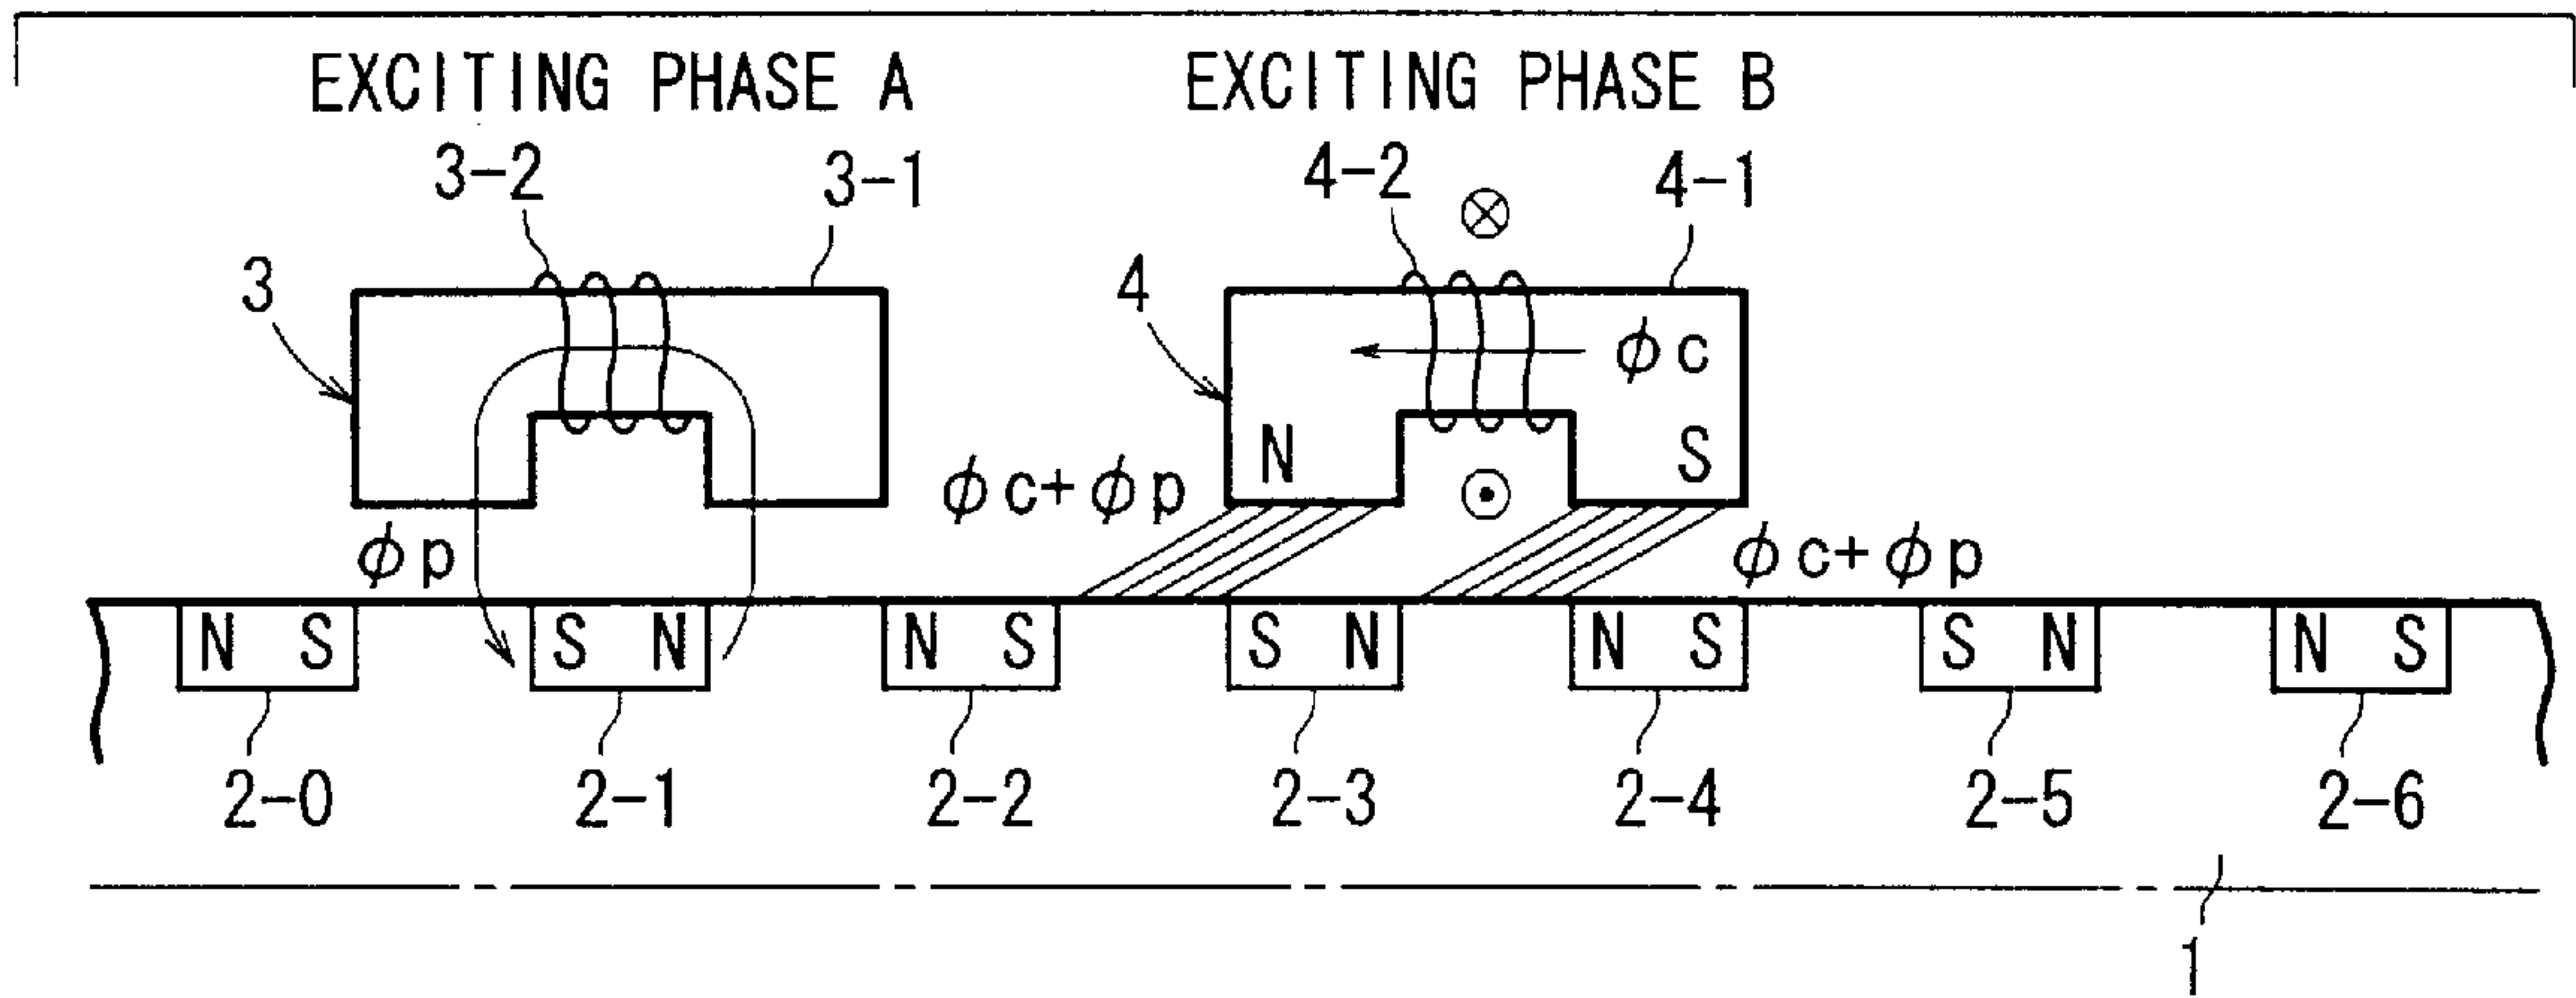 EXCITING PHASE A EXCITING PHASE B
3-2 3-1 4-2 4-1
3 4
ϕc
N S
ϕc+ϕp
ϕp ϕc+ϕp
N S S N N S S N N S S N N S
2-0 2-1 2-2 2-3 2-4 2-5 2-6
1